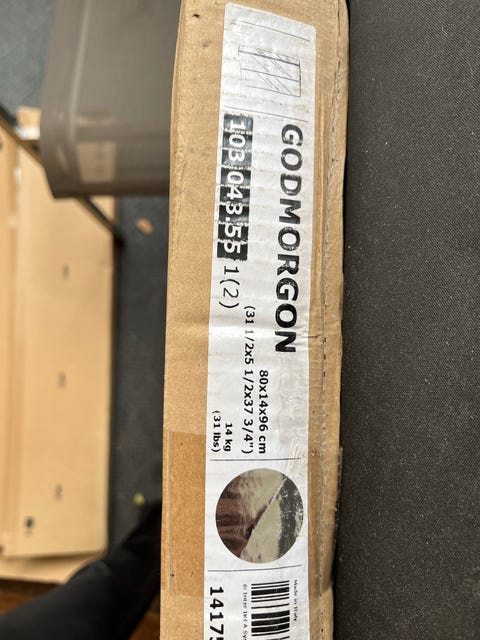 GODMORGON
103.043.55 1(2)
80x14x96 cm
(31 1/2x5 1/2x37 3/4")
14 kg
(31 lbs)
Made in Italy
© Inter IKEA Sy
1417